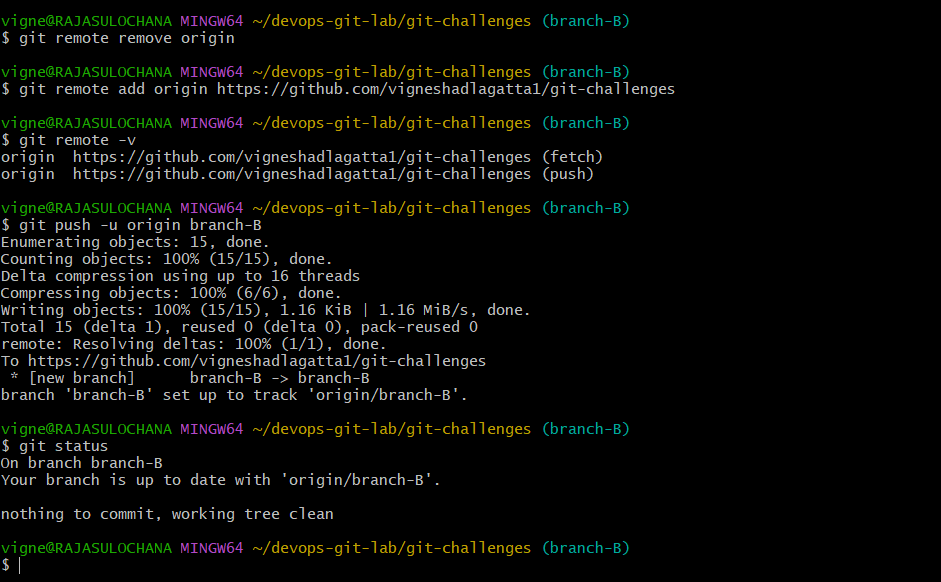 vigne@RAJASULOCHANA MINGW64 ~/devops-git-lab/git-challenges (branch-B)
$ git remote remove origin
vigne@RAJASULOCHANA MINGW64 ~/devops-git-lab/git-challenges (branch-B)
$ git remote add origin https://github.com/vigneshadlagatta1/git-challenges
vigne@RAJASULOCHANA MINGW64 ~/devops-git-lab/git-challenges (branch-B)
$ git remote -v
origin  https://github.com/vigneshadlagatta1/git-challenges (fetch)
origin  https://github.com/vigneshadlagatta1/git-challenges (push)
vigne@RAJASULOCHANA MINGW64 ~/devops-git-lab/git-challenges (branch-B)
$ git push -u origin branch-B
Enumerating objects: 15, done.
Counting objects: 100% (15/15), done.
Delta compression using up to 16 threads
Compressing objects: 100% (6/6), done.
Writing objects: 100% (15/15), 1.16 KiB | 1.16 MiB/s, done.
Total 15 (delta 1), reused 0 (delta 0), pack-reused 0
remote: Resolving deltas: 100% (1/1), done.
To https://github.com/vigneshadlagatta1/git-challenges
 * [new branch]      branch-B -> branch-B
branch 'branch-B' set up to track 'origin/branch-B'.
vigne@RAJASULOCHANA MINGW64 ~/devops-git-lab/git-challenges (branch-B)
$ git status
On branch branch-B
Your branch is up to date with 'origin/branch-B'.
nothing to commit, working tree clean
vigne@RAJASULOCHANA MINGW64 ~/devops-git-lab/git-challenges (branch-B)
$